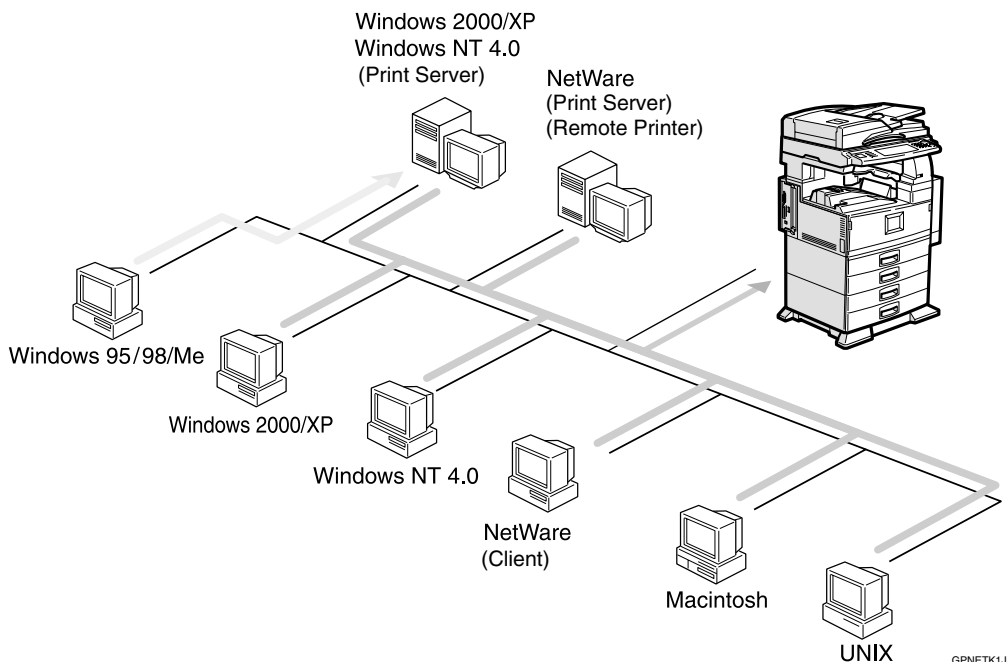 Windows 2000/XP
Windows NT 4.0
(Print Server)
NetWare
(Print Server)
(Remote Printer)
Windows 95/98/Me
Windows 2000/XP
Windows NT 4.0
NetWare
(Client)
Macintosh
UNIX